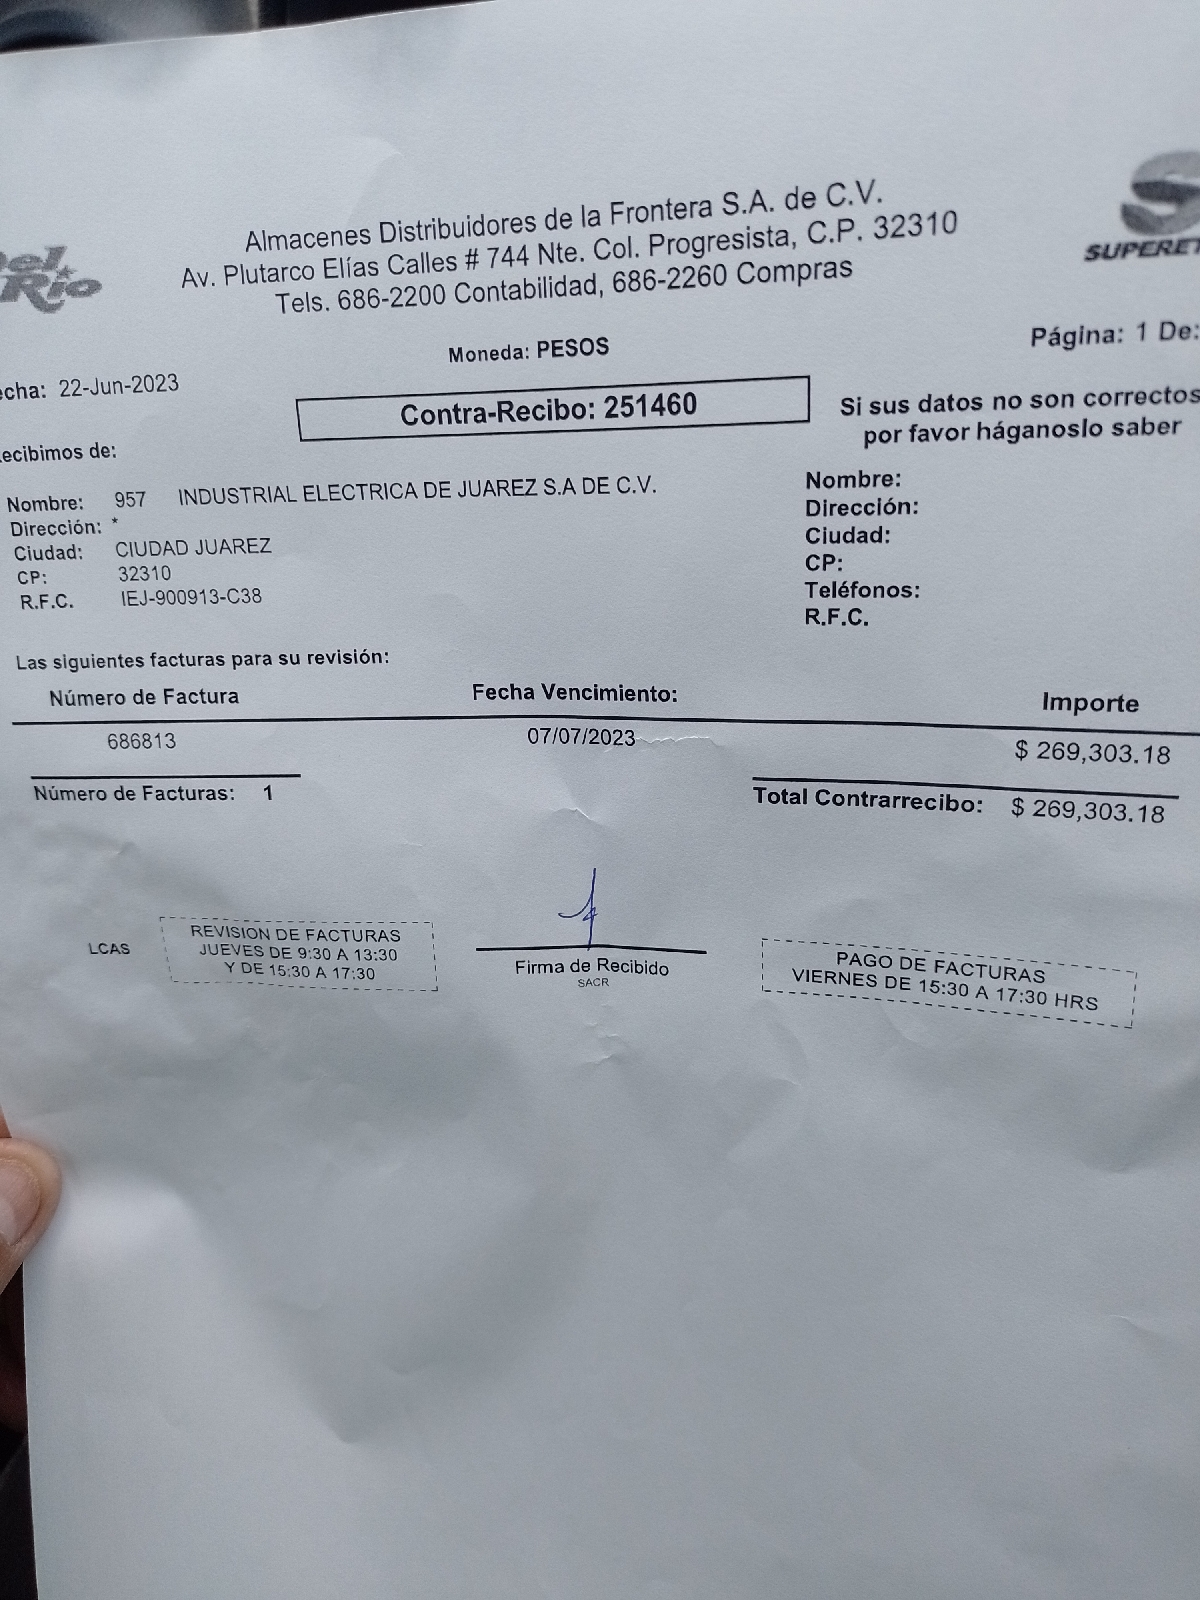 Del Rio
SUPERET
Almacenes Distribuidores de la Frontera S.A. de C.V.
Av. Plutarco Elías Calles # 744 Nte. Col. Progresista, C.P. 32310
Tels. 686-2200 Contabilidad, 686-2260 Compras
Moneda: PESOS
Página: 1 De:
echa: 22-Jun-2023
Contra-Recibo: 251460
Si sus datos no son correctos
por favor háganoslo saber
ecibimos de:
Nombre: 957 INDUSTRIAL ELECTRICA DE JUAREZ S.A DE C.V.
Dirección: *
Ciudad: CIUDAD JUAREZ
CP: 32310
R.F.C. IEJ-900913-C38
Nombre:
Dirección:
Ciudad:
CP:
Teléfonos:
R.F.C.
Las siguientes facturas para su revisión:
Número de Factura Fecha Vencimiento: Importe
686813 07/07/2023 $ 269,303.18
Número de Facturas: 1 Total Contrarrecibo: $ 269,303.18
LCAS
REVISION DE FACTURAS
JUEVES DE 9:30 A 13:30
Y DE 15:30 A 17:30
Firma de Recibido
SACR
PAGO DE FACTURAS
VIERNES DE 15:30 A 17:30 HRS